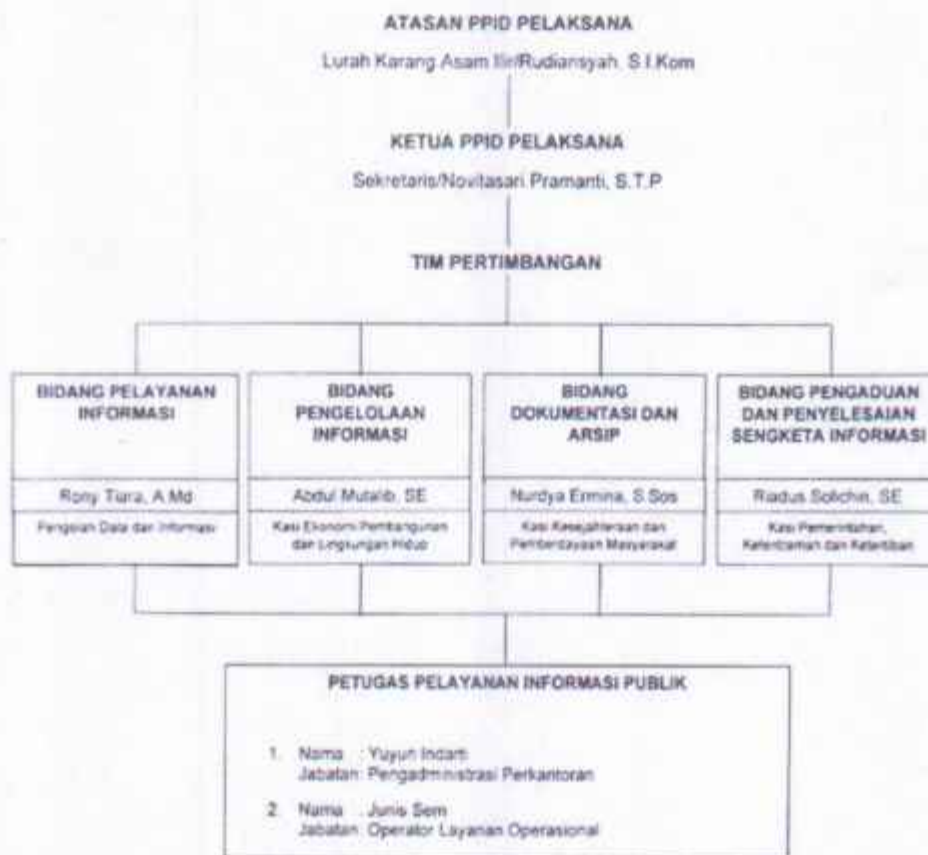 ATASAN PPID PELAKSANA
Lurah Karang Asam Ilir/Rudiansyah, S.I.Kom
KETUA PPID PELAKSANA
Sekretaris/Novitasari Pramanti, S.T.P
TIM PERTIMBANGAN
BIDANG PELAYANAN
INFORMASI
Rony Tiara, A.Md
Pengolah Data dan Informasi
BIDANG
PENGELOLAAN
INFORMASI
Abdul Mutalib, SE
Kasi Ekonomi Pembangunan
dan Lingkungan Hidup
BIDANG
DOKUMENTASI DAN
ARSIP
Nurdya Ermina, S.Sos
Kasi Kesejahteraan dan
Pemberdayaan Masyarakat
BIDANG PENGADUAN
DAN PENYELESAIAN
SENGKETA INFORMASI
Riadus Solichin, SE
Kasi Pemerintahan,
Ketentraman dan Ketertiban
PETUGAS PELAYANAN INFORMASI PUBLIK
1. Nama : Yuyun Indarti
Jabatan: Pengadministrasi Perkantoran
2. Nama : Junis Sem
Jabatan: Operator Layanan Operasional